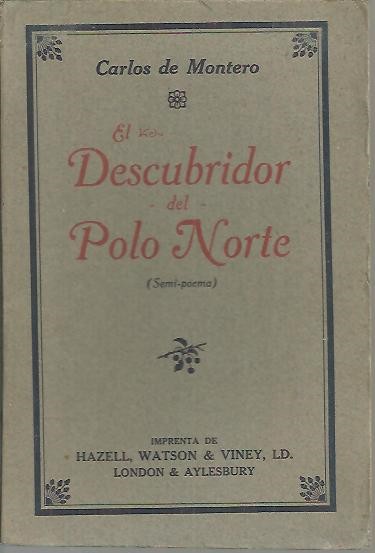 Carlos de Montero
El
Descubridor
- del -
Polo Norte
(Semi-poema)
IMPRENTA DE
HAZELL, WATSON & VINEY, LD.
LONDON & AYLESBURY